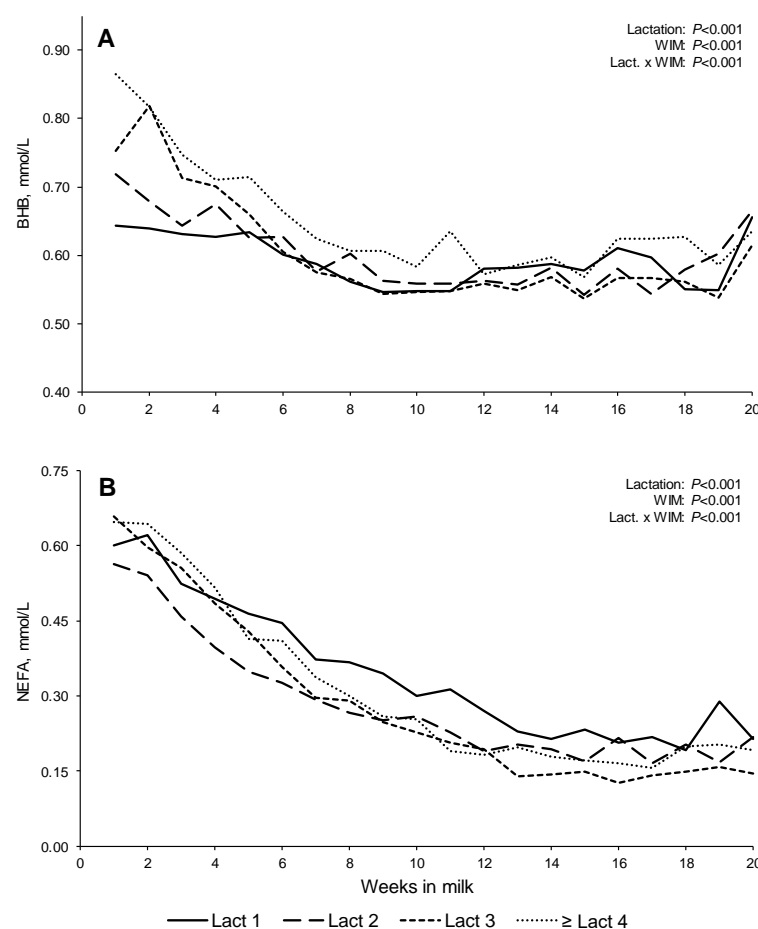 A
Lactation: P<0.001
WIM: P<0.001
Lact. x WIM: P<0.001
BHB, mmol/L
0.90
0.80
0.70
0.60
0.50
0.40
0 2 4 6 8 10 12 14 16 18 20
B
Lactation: P<0.001
WIM: P<0.001
Lact. x WIM: P<0.001
NEFA, mmol/L
0.75
0.60
0.45
0.30
0.15
0.00
0 2 4 6 8 10 12 14 16 18 20
Weeks in milk
Lact 1 Lact 2 Lact 3 ≥ Lact 4